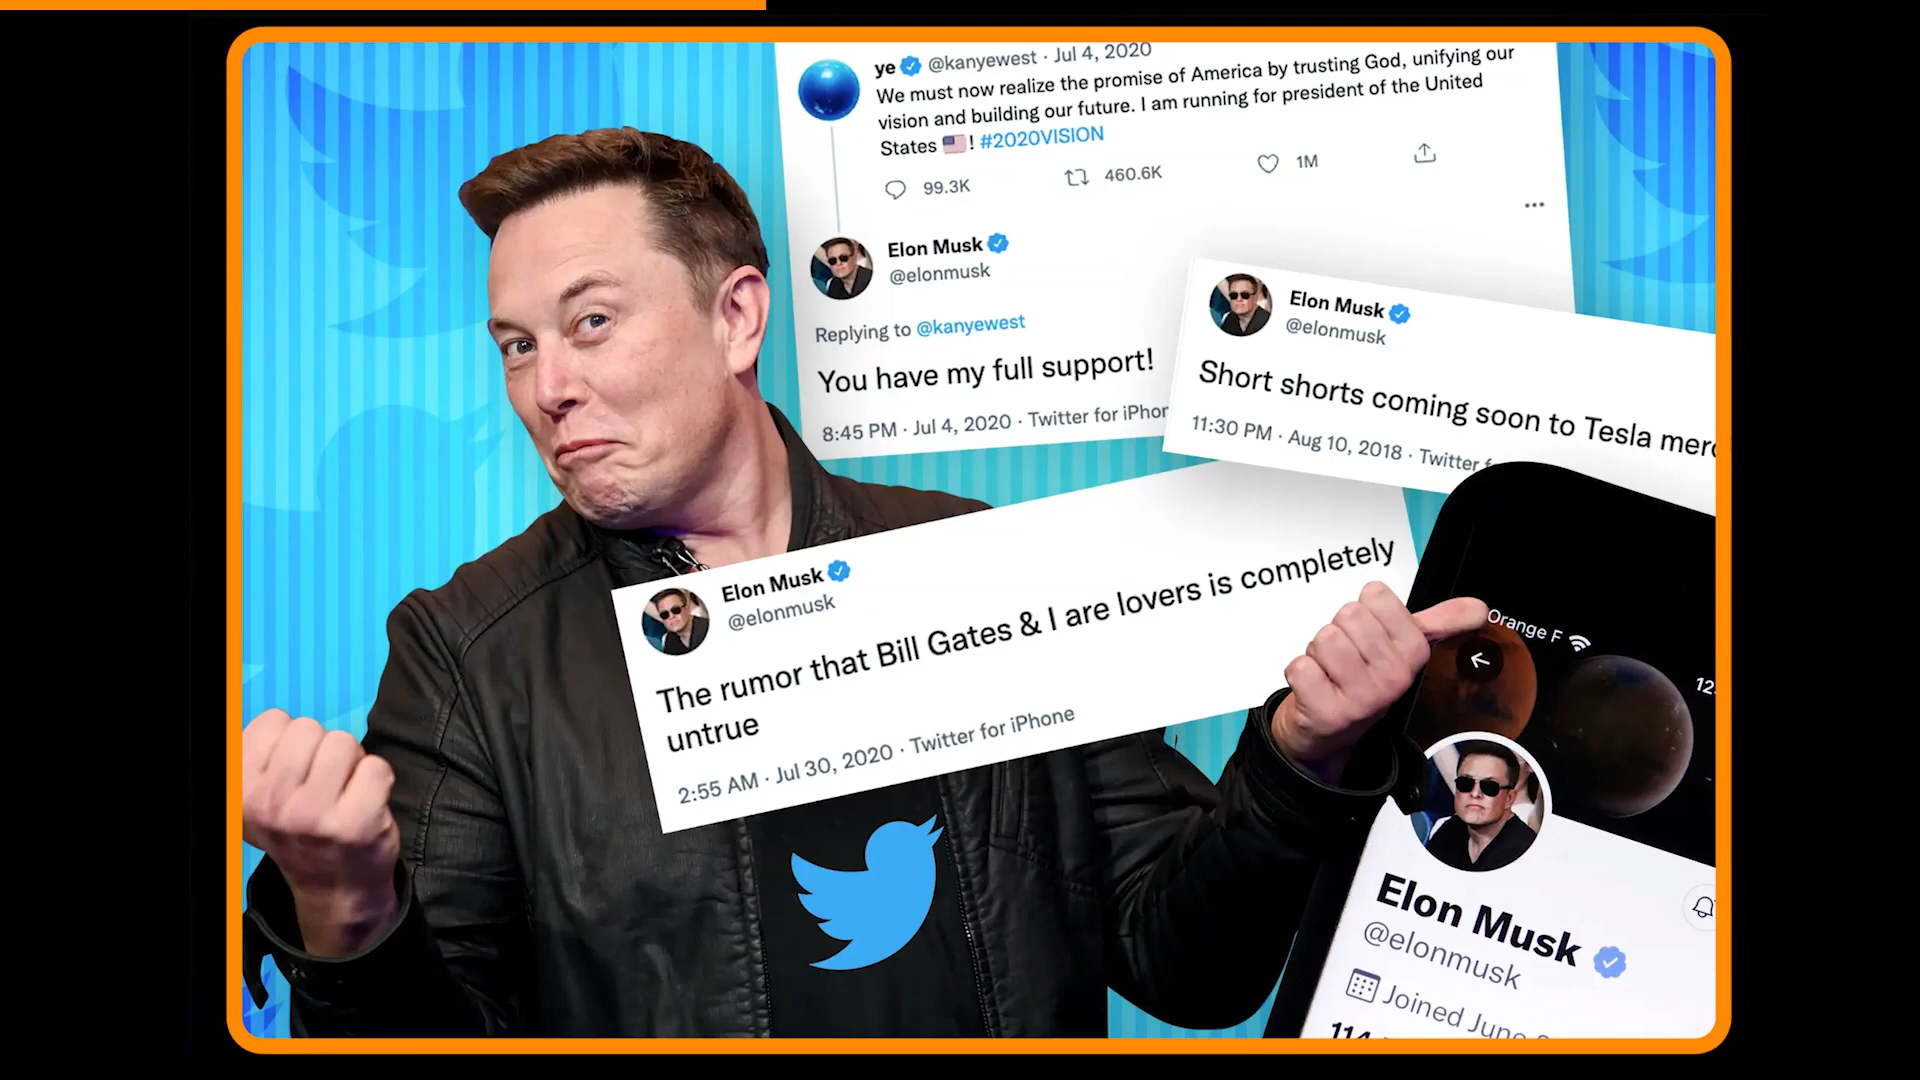 ye @kanyewest · Jul 4, 2020
We must now realize the promise of America by trusting God, unifying our
vision and building our future. I am running for president of the United
States 🇺🇸! #2020VISION
99.3K 460.6K 1M
Elon Musk
@elonmusk
Replying to @kanyewest
You have my full support!
8:45 PM · Jul 4, 2020 · Twitter for iPhon
Elon Musk
@elonmusk
Short shorts coming soon to Tesla merc
11:30 PM · Aug 10, 2018 · Twitter f
Elon Musk
@elonmusk
The rumor that Bill Gates & I are lovers is completely
untrue
2:55 AM · Jul 30, 2020 · Twitter for iPhone
Orange F
12
Elon Musk
@elonmusk
Joined June
114